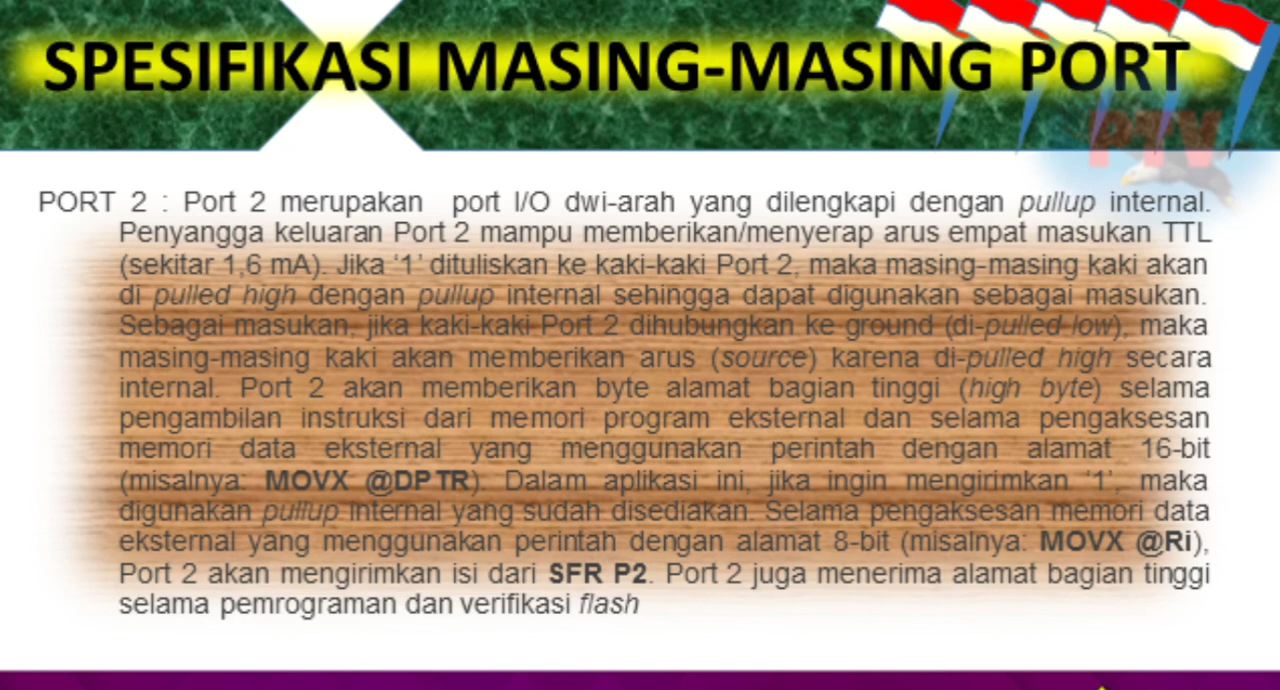 SPESIFIKASI MASING-MASING PORT
PTV
PORT 2 : Port 2 merupakan port I/O dwi-arah yang dilengkapi dengan pullup internal.
Penyangga keluaran Port 2 mampu memberikan/menyerap arus empat masukan TTL
(sekitar 1,6 mA). Jika ‘1’ dituliskan ke kaki-kaki Port 2, maka masing-masing kaki akan
di pulled high dengan pullup internal sehingga dapat digunakan sebagai masukan.
Sebagai masukan, jika kaki-kaki Port 2 dihubungkan ke ground (di-pulled low), maka
masing-masing kaki akan memberikan arus (source) karena di-pulled high secara
internal. Port 2 akan memberikan byte alamat bagian tinggi (high byte) selama
pengambilan instruksi dari memori program eksternal dan selama pengaksesan
memori data eksternal yang menggunakan perintah dengan alamat 16-bit
(misalnya: MOVX @DPTR). Dalam aplikasi ini, jika ingin mengirimkan ‘1’, maka
digunakan pullup internal yang sudah disediakan. Selama pengaksesan memori data
eksternal yang menggunakan perintah dengan alamat 8-bit (misalnya: MOVX @Ri),
Port 2 akan mengirimkan isi dari SFR P2. Port 2 juga menerima alamat bagian tinggi
selama pemrograman dan verifikasi flash